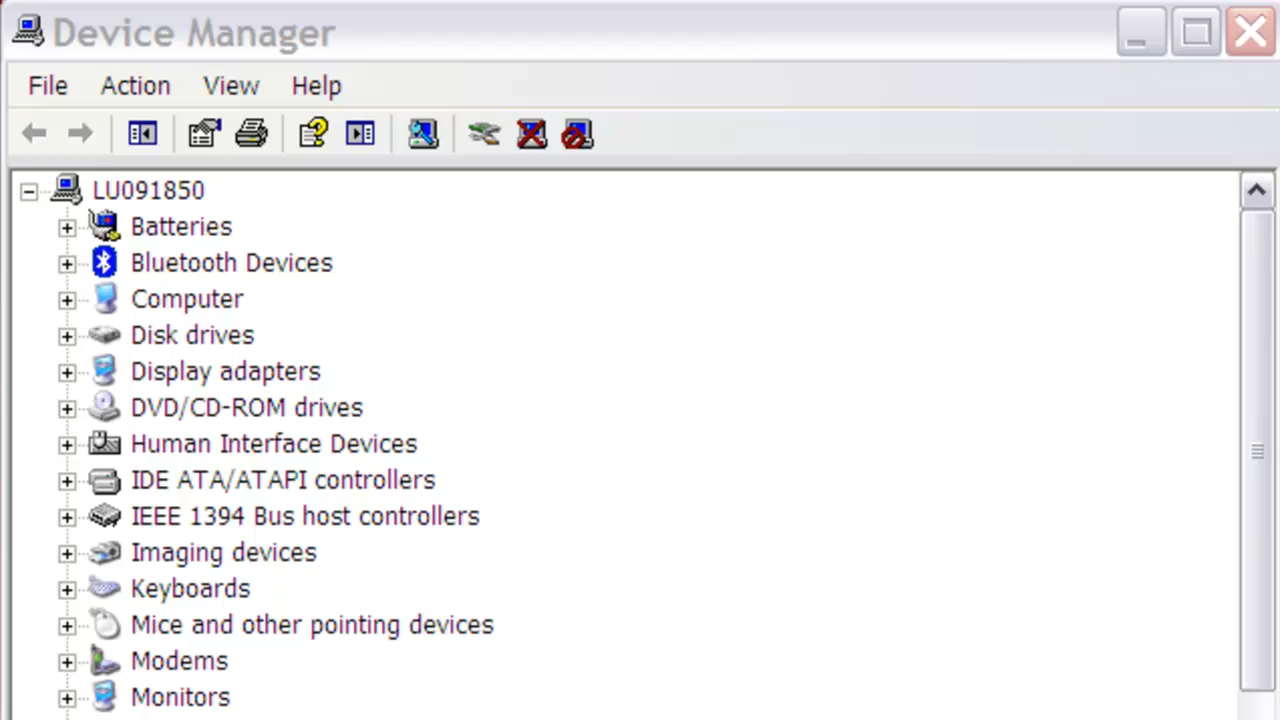 Device Manager
File Action View Help
LU091850
Batteries
Bluetooth Devices
Computer
Disk drives
Display adapters
DVD/CD-ROM drives
Human Interface Devices
IDE ATA/ATAPI controllers
IEEE 1394 Bus host controllers
Imaging devices
Keyboards
Mice and other pointing devices
Modems
Monitors